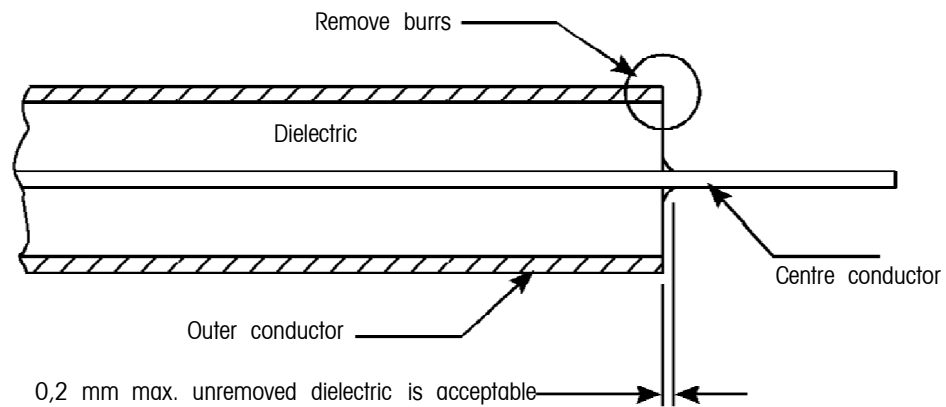 Remove burrs
Dielectric
Centre conductor
Outer conductor
0,2 mm max. unremoved dielectric is acceptable